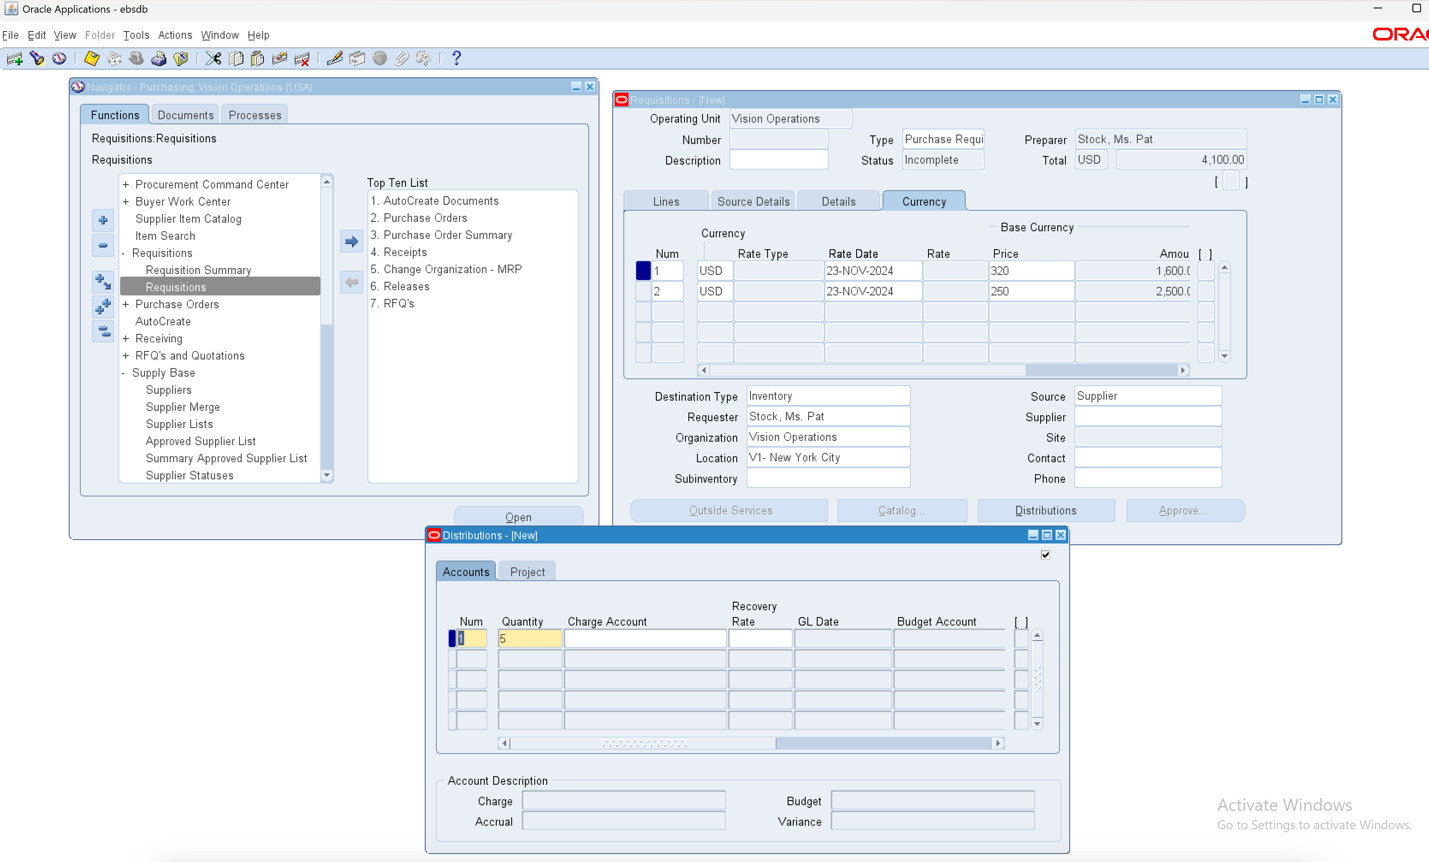 Oracle Applications - ebsdb
File Edit View Folder Tools Actions Window Help
ORA
Navigator - Purchasing, Vision Operations (USA)
Functions Documents Processes
Requisitions:Requisitions
Requisitions
+ Procurement Command Center
+ Buyer Work Center
Supplier Item Catalog
Item Search
- Requisitions
Requisition Summary
Requisitions
+ Purchase Orders
AutoCreate
+ Receiving
+ RFQ's and Quotations
- Supply Base
Suppliers
Supplier Merge
Supplier Lists
Approved Supplier List
Summary Approved Supplier List
Supplier Statuses
Top Ten List
1. AutoCreate Documents
2. Purchase Orders
3. Purchase Order Summary
4. Receipts
5. Change Organization - MRP
6. Releases
7. RFQ's
Open
Requisitions - [New]
Operating Unit Vision Operations
Number Type Purchase Requi Preparer Stock, Ms. Pat
Description Status Incomplete Total USD 4,100.00
[ ]
Lines Source Details Details Currency
Currency Base Currency
Num Rate Type Rate Date Rate Price Amou [ ]
1 USD 23-NOV-2024 320 1,600.0
2 USD 23-NOV-2024 250 2,500.0
Destination Type Inventory Source Supplier
Requester Stock, Ms. Pat Supplier
Organization Vision Operations Site
Location V1- New York City Contact
Subinventory Phone
Outside Services Catalog... Distributions Approve...
Distributions - [New]
Accounts Project
Num Quantity Charge Account Recovery Rate GL Date Budget Account [ ]
1 5
Account Description
Charge Budget
Accrual Variance
Activate Windows
Go to Settings to activate Windows.